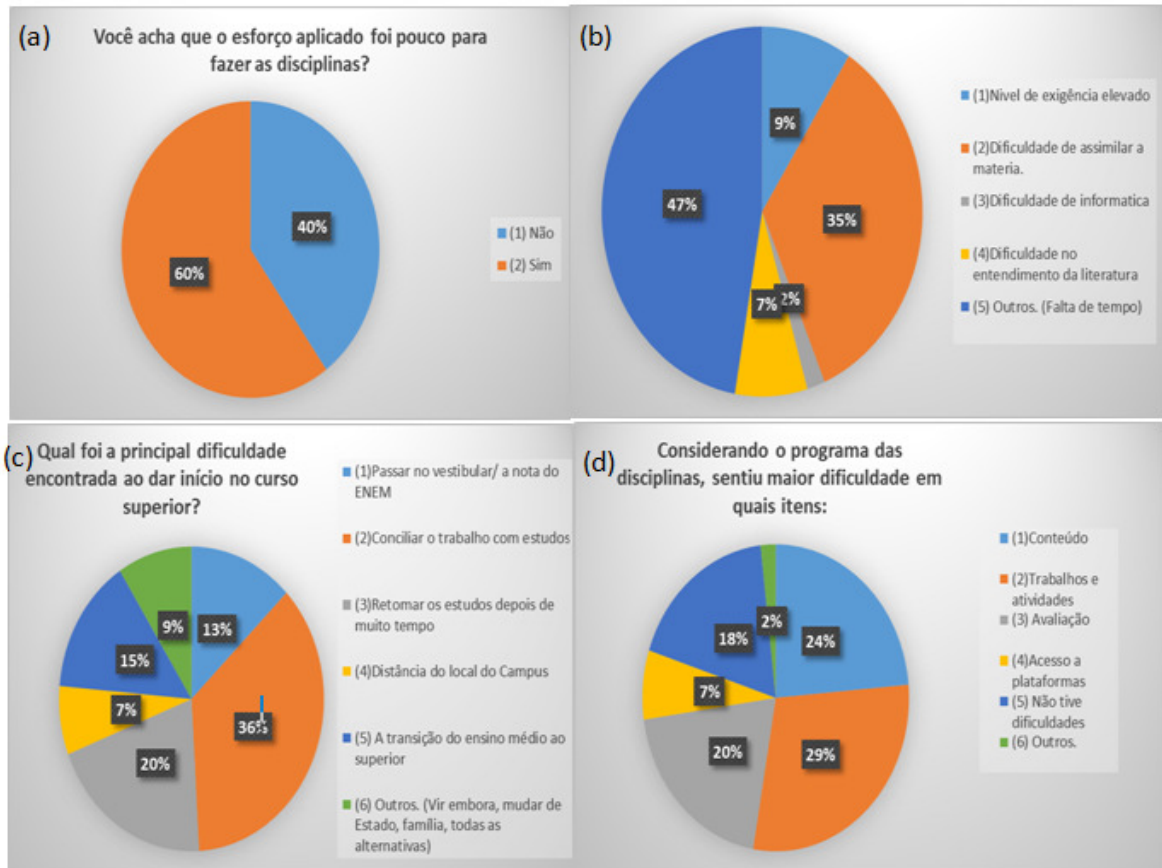 (a)
Você acha que o esforço aplicado foi pouco para
fazer as disciplinas?
40%
60%
(1) Não
(2) Sim
(b)
9%
35%
2%
7%
47%
(1)Nivel de exigência elevado
(2)Dificuldade de assimilar a
materia.
(3)Dificuldade de informatica
(4)Dificuldade no
entendimento da literatura
(5) Outros. (Falta de tempo)
(c)
Qual foi a principal dificuldade
encontrada ao dar início no curso
superior?
13%
36%
20%
7%
15%
9%
(1)Passar no vestibular/ a nota do
ENEM
(2)Conciliar o trabalho com estudos
(3)Retomar os estudos depois de
muito tempo
(4)Distância do local do Campus
(5) A transição do ensino médio ao
superior
(6) Outros. (Vir embora, mudar de
Estado, família, todas as
alternativas)
(d)
Considerando o programa das
disciplinas, sentiu maior dificuldade em
quais itens:
24%
29%
20%
7%
18%
2%
(1)Conteúdo
(2)Trabalhos e
atividades
(3) Avaliação
(4)Acesso a
plataformas
(5) Não tive
dificuldades
(6) Outros.